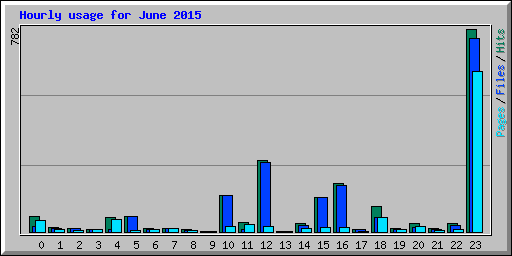 Hourly usage for June 2015
782
Pages/Files/Hits
0 1 2 3 4 5 6 7 8 9 10 11 12 13 14 15 16 17 18 19 20 21 22 23